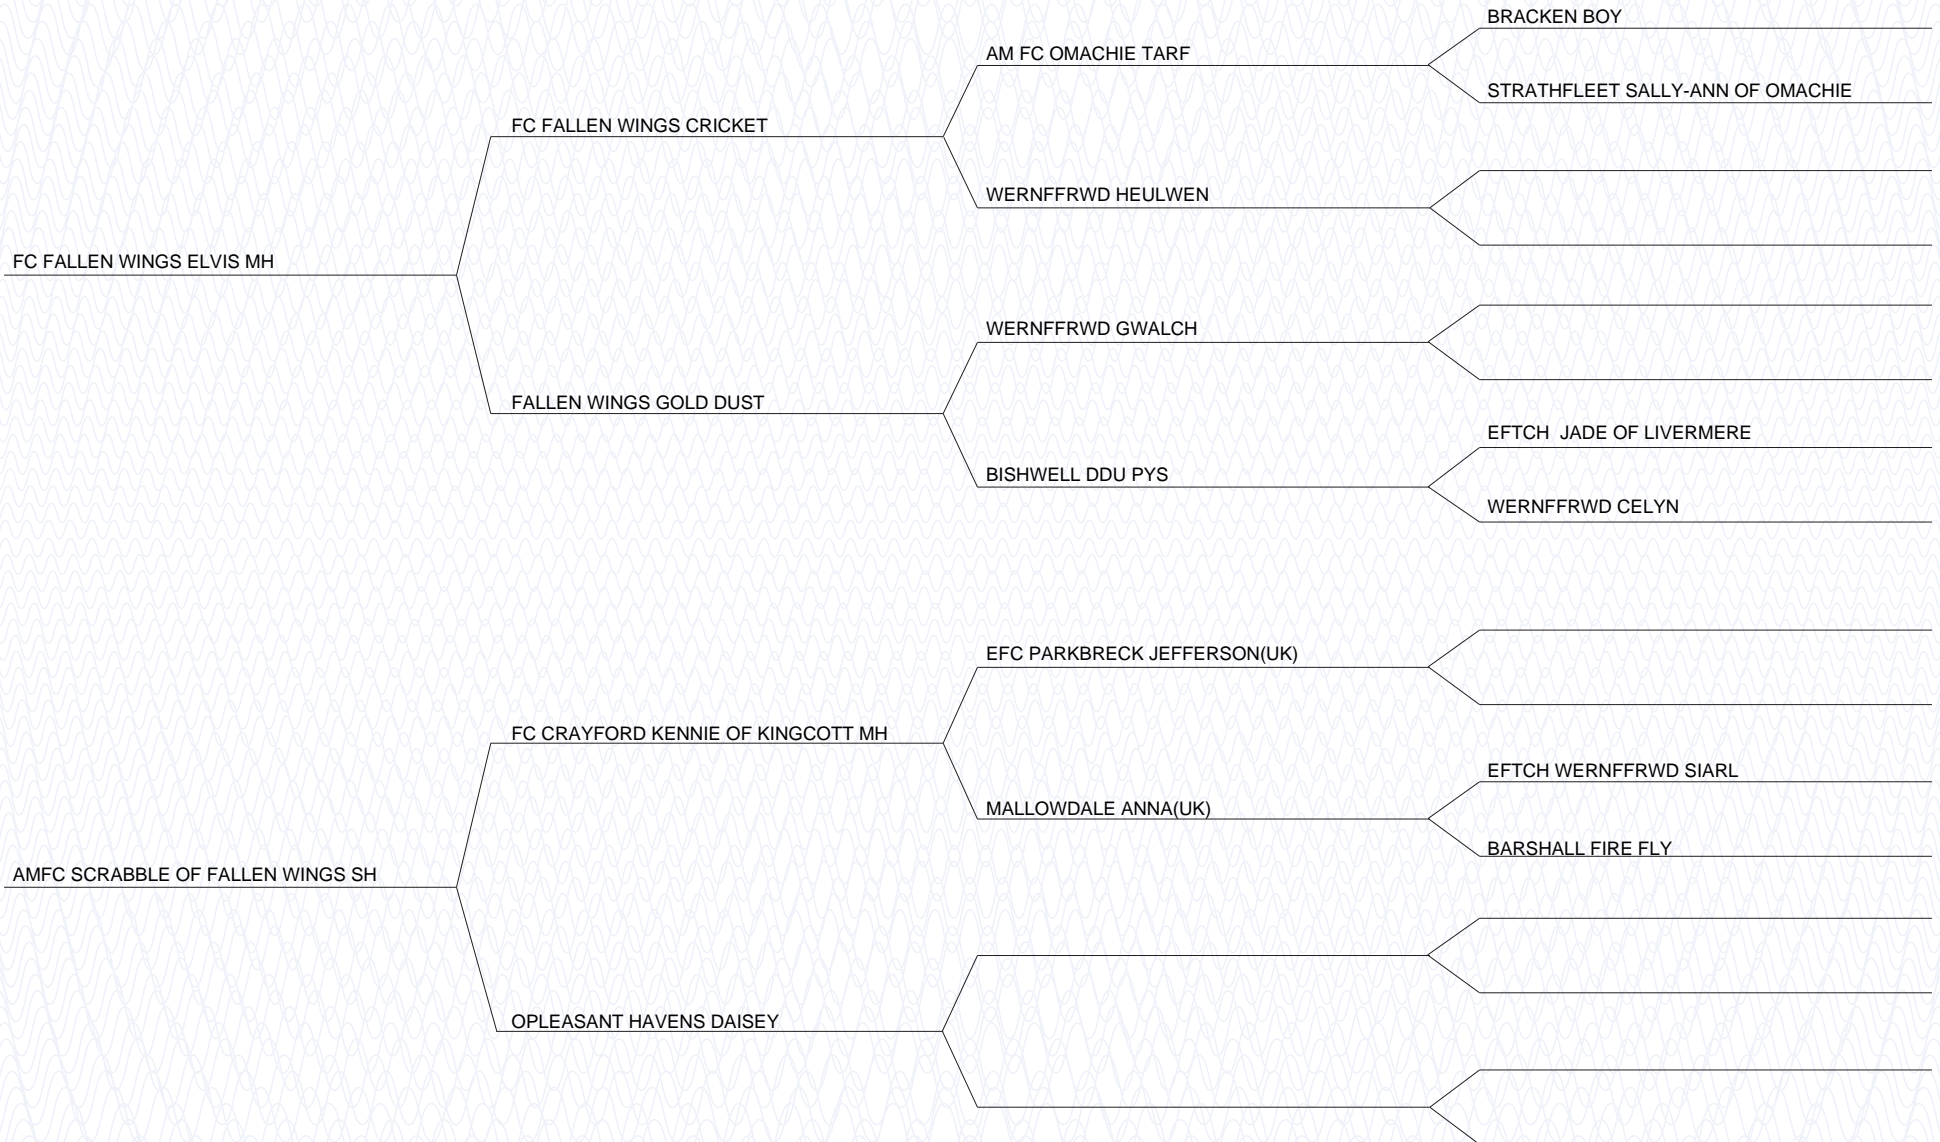 BRACKEN BOY
AM FC OMACHIE TARF
STRATHFLEET SALLY-ANN OF OMACHIE
FC FALLEN WINGS CRICKET
WERNFFRWD HEULWEN
FC FALLEN WINGS ELVIS MH
WERNFFRWD GWALCH
FALLEN WINGS GOLD DUST
EFTCH  JADE OF LIVERMERE
BISHWELL DDU PYS
WERNFFRWD CELYN
EFC PARKBRECK JEFFERSON(UK)
FC CRAYFORD KENNIE OF KINGCOTT MH
EFTCH WERNFFRWD SIARL
MALLOWDALE ANNA(UK)
BARSHALL FIRE FLY
AMFC SCRABBLE OF FALLEN WINGS SH
OPLEASANT HAVENS DAISEY